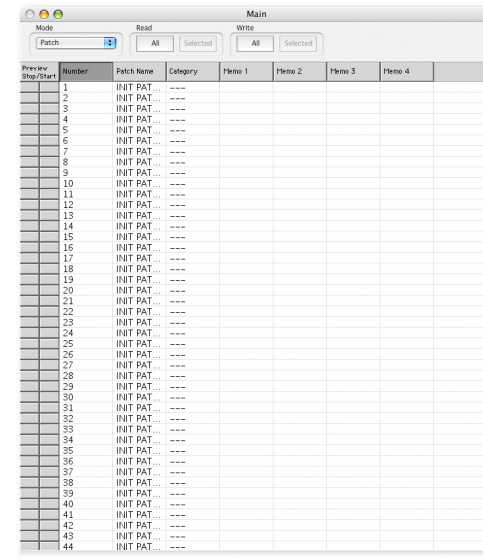 Main
Mode Read Write
Patch All Selected All Selected
Preview
Stop/Start Number Patch Name Category Memo 1 Memo 2 Memo 3 Memo 4
1 INIT PAT... ---
2 INIT PAT... ---
3 INIT PAT... ---
4 INIT PAT... ---
5 INIT PAT... ---
6 INIT PAT... ---
7 INIT PAT... ---
8 INIT PAT... ---
9 INIT PAT... ---
10 INIT PAT... ---
11 INIT PAT... ---
12 INIT PAT... ---
13 INIT PAT... ---
14 INIT PAT... ---
15 INIT PAT... ---
16 INIT PAT... ---
17 INIT PAT... ---
18 INIT PAT... ---
19 INIT PAT... ---
20 INIT PAT... ---
21 INIT PAT... ---
22 INIT PAT... ---
23 INIT PAT... ---
24 INIT PAT... ---
25 INIT PAT... ---
26 INIT PAT... ---
27 INIT PAT... ---
28 INIT PAT... ---
29 INIT PAT... ---
30 INIT PAT... ---
31 INIT PAT... ---
32 INIT PAT... ---
33 INIT PAT... ---
34 INIT PAT... ---
35 INIT PAT... ---
36 INIT PAT... ---
37 INIT PAT... ---
38 INIT PAT... ---
39 INIT PAT... ---
40 INIT PAT... ---
41 INIT PAT... ---
42 INIT PAT... ---
43 INIT PAT... ---
44 INIT PAT... ---